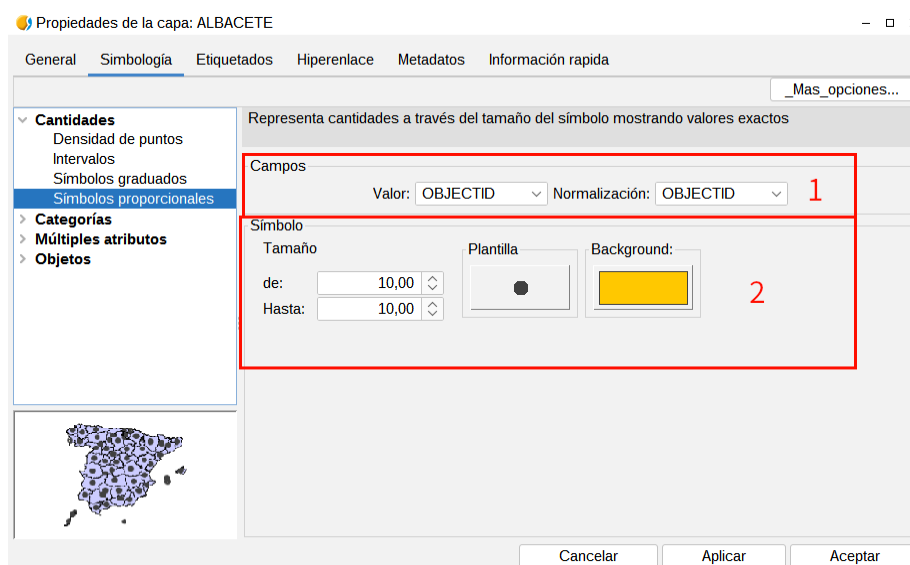 Propiedades de la capa: ALBACETE
General Simbología Etiquetados Hiperenlace Metadatos Información rapida
_Mas_opciones...
Cantidades
Densidad de puntos
Intervalos
Símbolos graduados
Símbolos proporcionales
Categorías
Múltiples atributos
Objetos
Representa cantidades a través del tamaño del símbolo mostrando valores exactos
Campos
Valor: OBJECTID Normalización: OBJECTID 1
Símbolo
Tamaño Plantilla Background:
de: 10,00
Hasta: 10,00
2
Cancelar Aplicar Aceptar